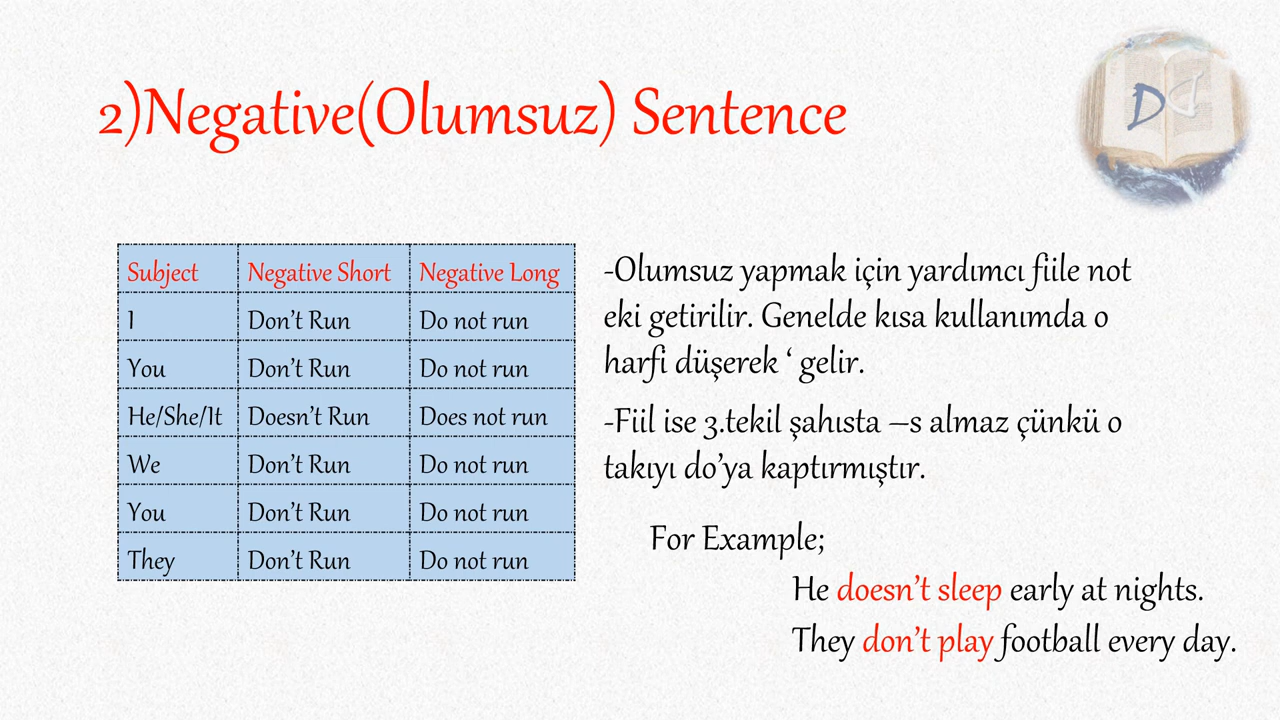 2)Negative(Olumsuz) Sentence
D d
Subject Negative Short Negative Long
I Don’t Run Do not run
You Don’t Run Do not run
He/She/It Doesn’t Run Does not run
We Don’t Run Do not run
You Don’t Run Do not run
They Don’t Run Do not run
-Olumsuz yapmak için yardımcı fiile not
eki getirilir. Genelde kısa kullanımda o
harfi düşerek ‘ gelir.
-Fiil ise 3.tekil şahısta –s almaz çünkü o
takıyı do’ya kaptırmıştır.
For Example;
He doesn’t sleep early at nights.
They don’t play football every day.